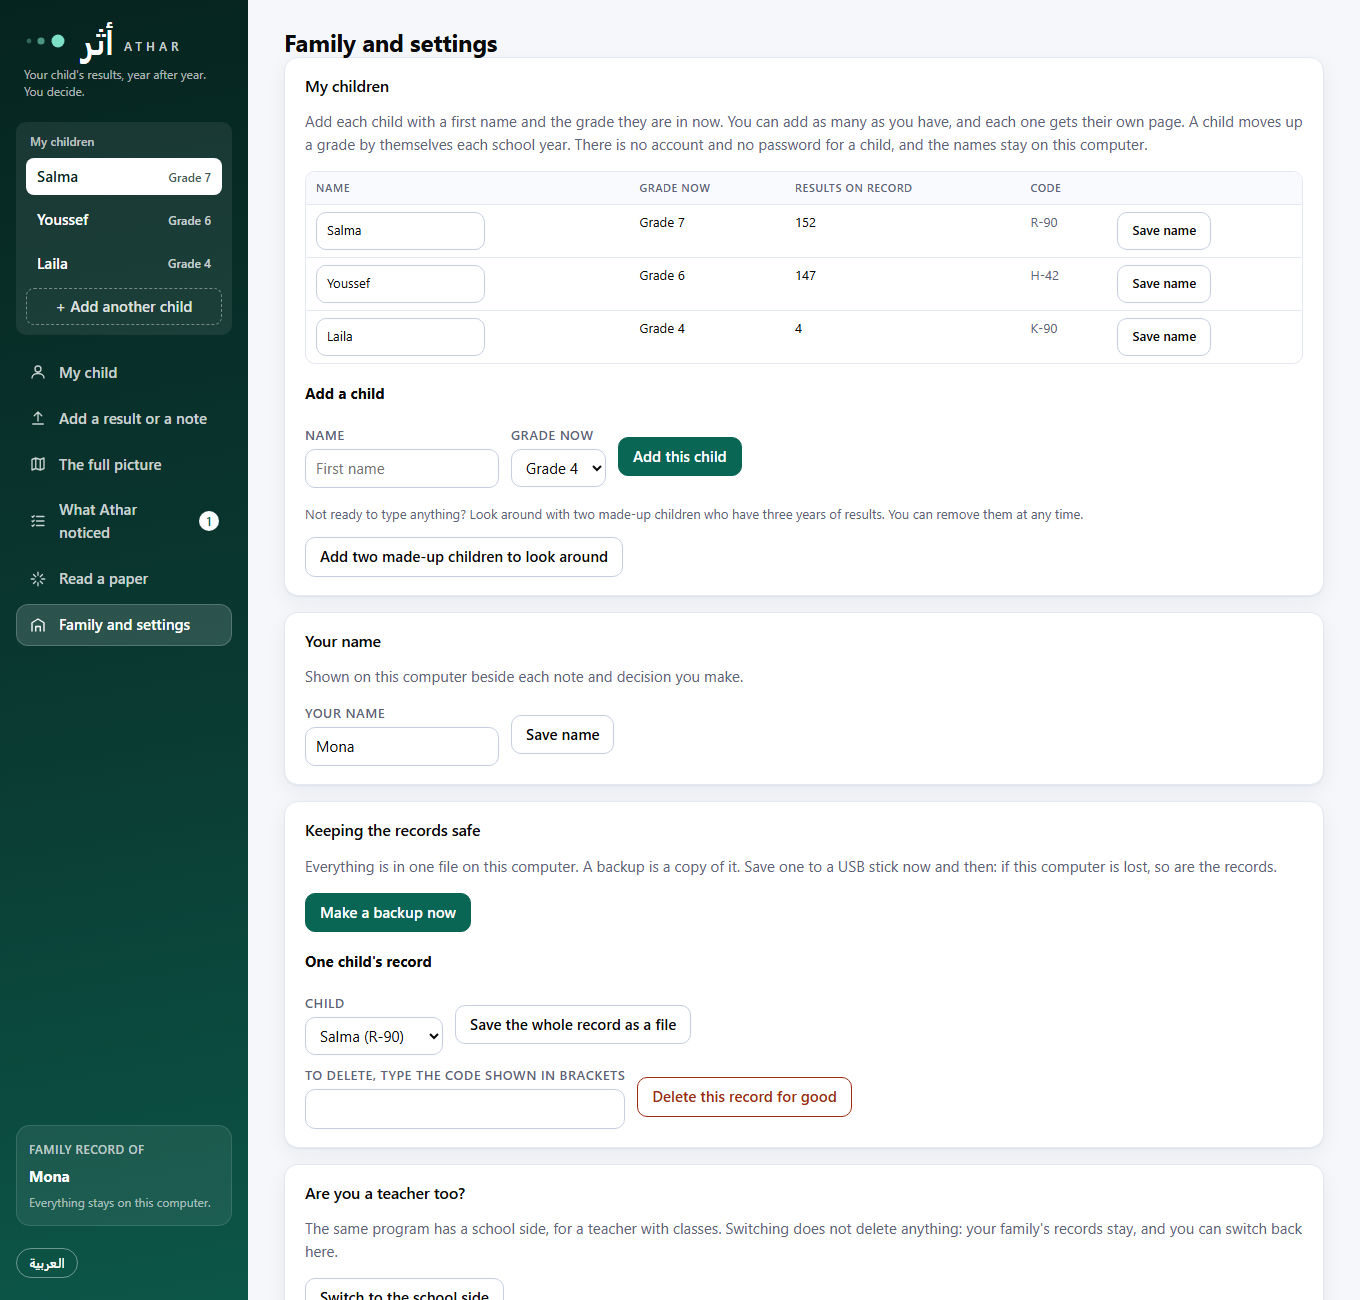 أثر ATHAR
Your child's results, year after year.
You decide.
My children
Salma Grade 7
Youssef Grade 6
Laila Grade 4
+ Add another child
My child
Add a result or a note
The full picture
What Athar
noticed
1
Read a paper
Family and settings
FAMILY RECORD OF
Mona
Everything stays on this computer.
العربية
Family and settings
My children
Add each child with a first name and the grade they are in now. You can add as many as you have, and each one gets their own page. A child moves up
a grade by themselves each school year. There is no account and no password for a child, and the names stay on this computer.
NAME GRADE NOW RESULTS ON RECORD CODE
Salma Grade 7 152 R-90 Save name
Youssef Grade 6 147 H-42 Save name
Laila Grade 4 4 K-90 Save name
Add a child
NAME GRADE NOW
First name Grade 4 Add this child
Not ready to type anything? Look around with two made-up children who have three years of results. You can remove them at any time.
Add two made-up children to look around
Your name
Shown on this computer beside each note and decision you make.
YOUR NAME
Mona Save name
Keeping the records safe
Everything is in one file on this computer. A backup is a copy of it. Save one to a USB stick now and then: if this computer is lost, so are the records.
Make a backup now
One child's record
CHILD
Salma (R-90) Save the whole record as a file
TO DELETE, TYPE THE CODE SHOWN IN BRACKETS
Delete this record for good
Are you a teacher too?
The same program has a school side, for a teacher with classes. Switching does not delete anything: your family's records stay, and you can switch back
here.
Switch to the school side